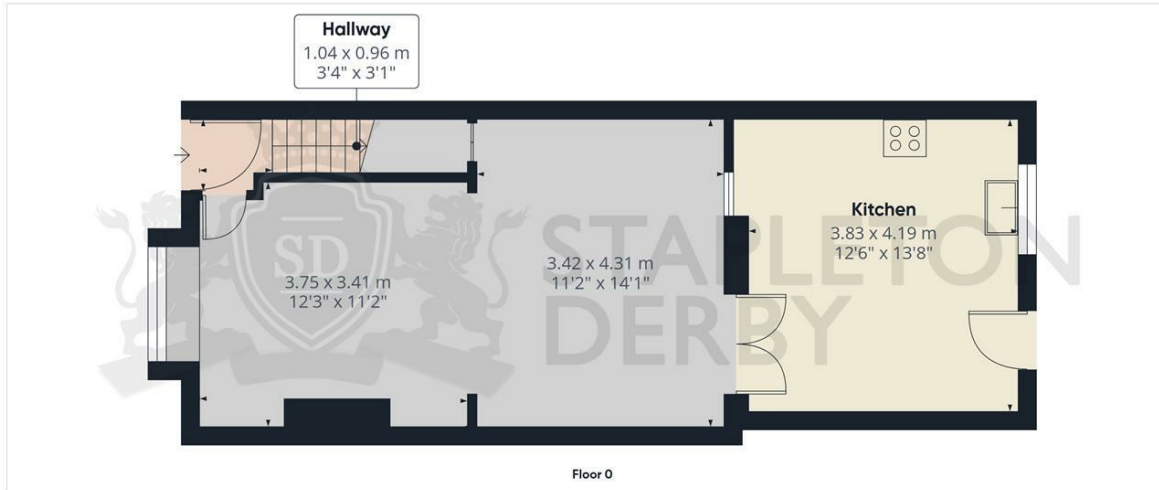 Hallway
1.04 x 0.96 m
3'4" x 3'1"
Kitchen
3.83 x 4.19 m
12'6" x 13'8"
3.42 x 4.31 m
11'2" x 14'1"
3.75 x 3.41 m
12'3" x 11'2"
SD
STAPLETON
DERBY
Floor 0